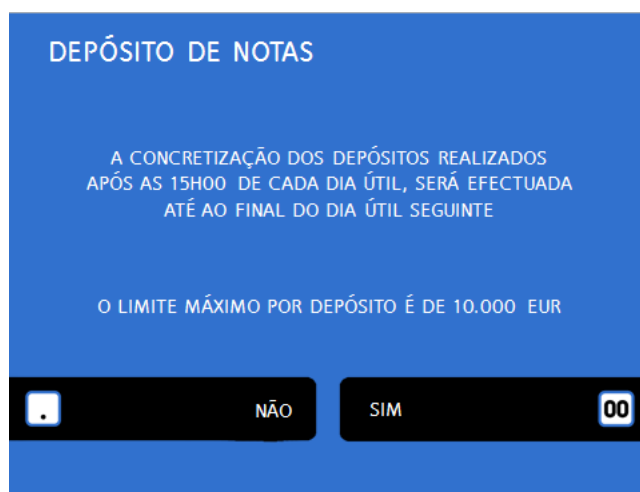 DEPÓSITO DE NOTAS
A CONCRETIZAÇÃO DOS DEPÓSITOS REALIZADOS
APÓS AS 15H00 DE CADA DIA ÚTIL, SERÁ EFECTUADA
ATÉ AO FINAL DO DIA ÚTIL SEGUINTE
O LIMITE MÁXIMO POR DEPÓSITO É DE 10.000 EUR
. NÃO SIM 00